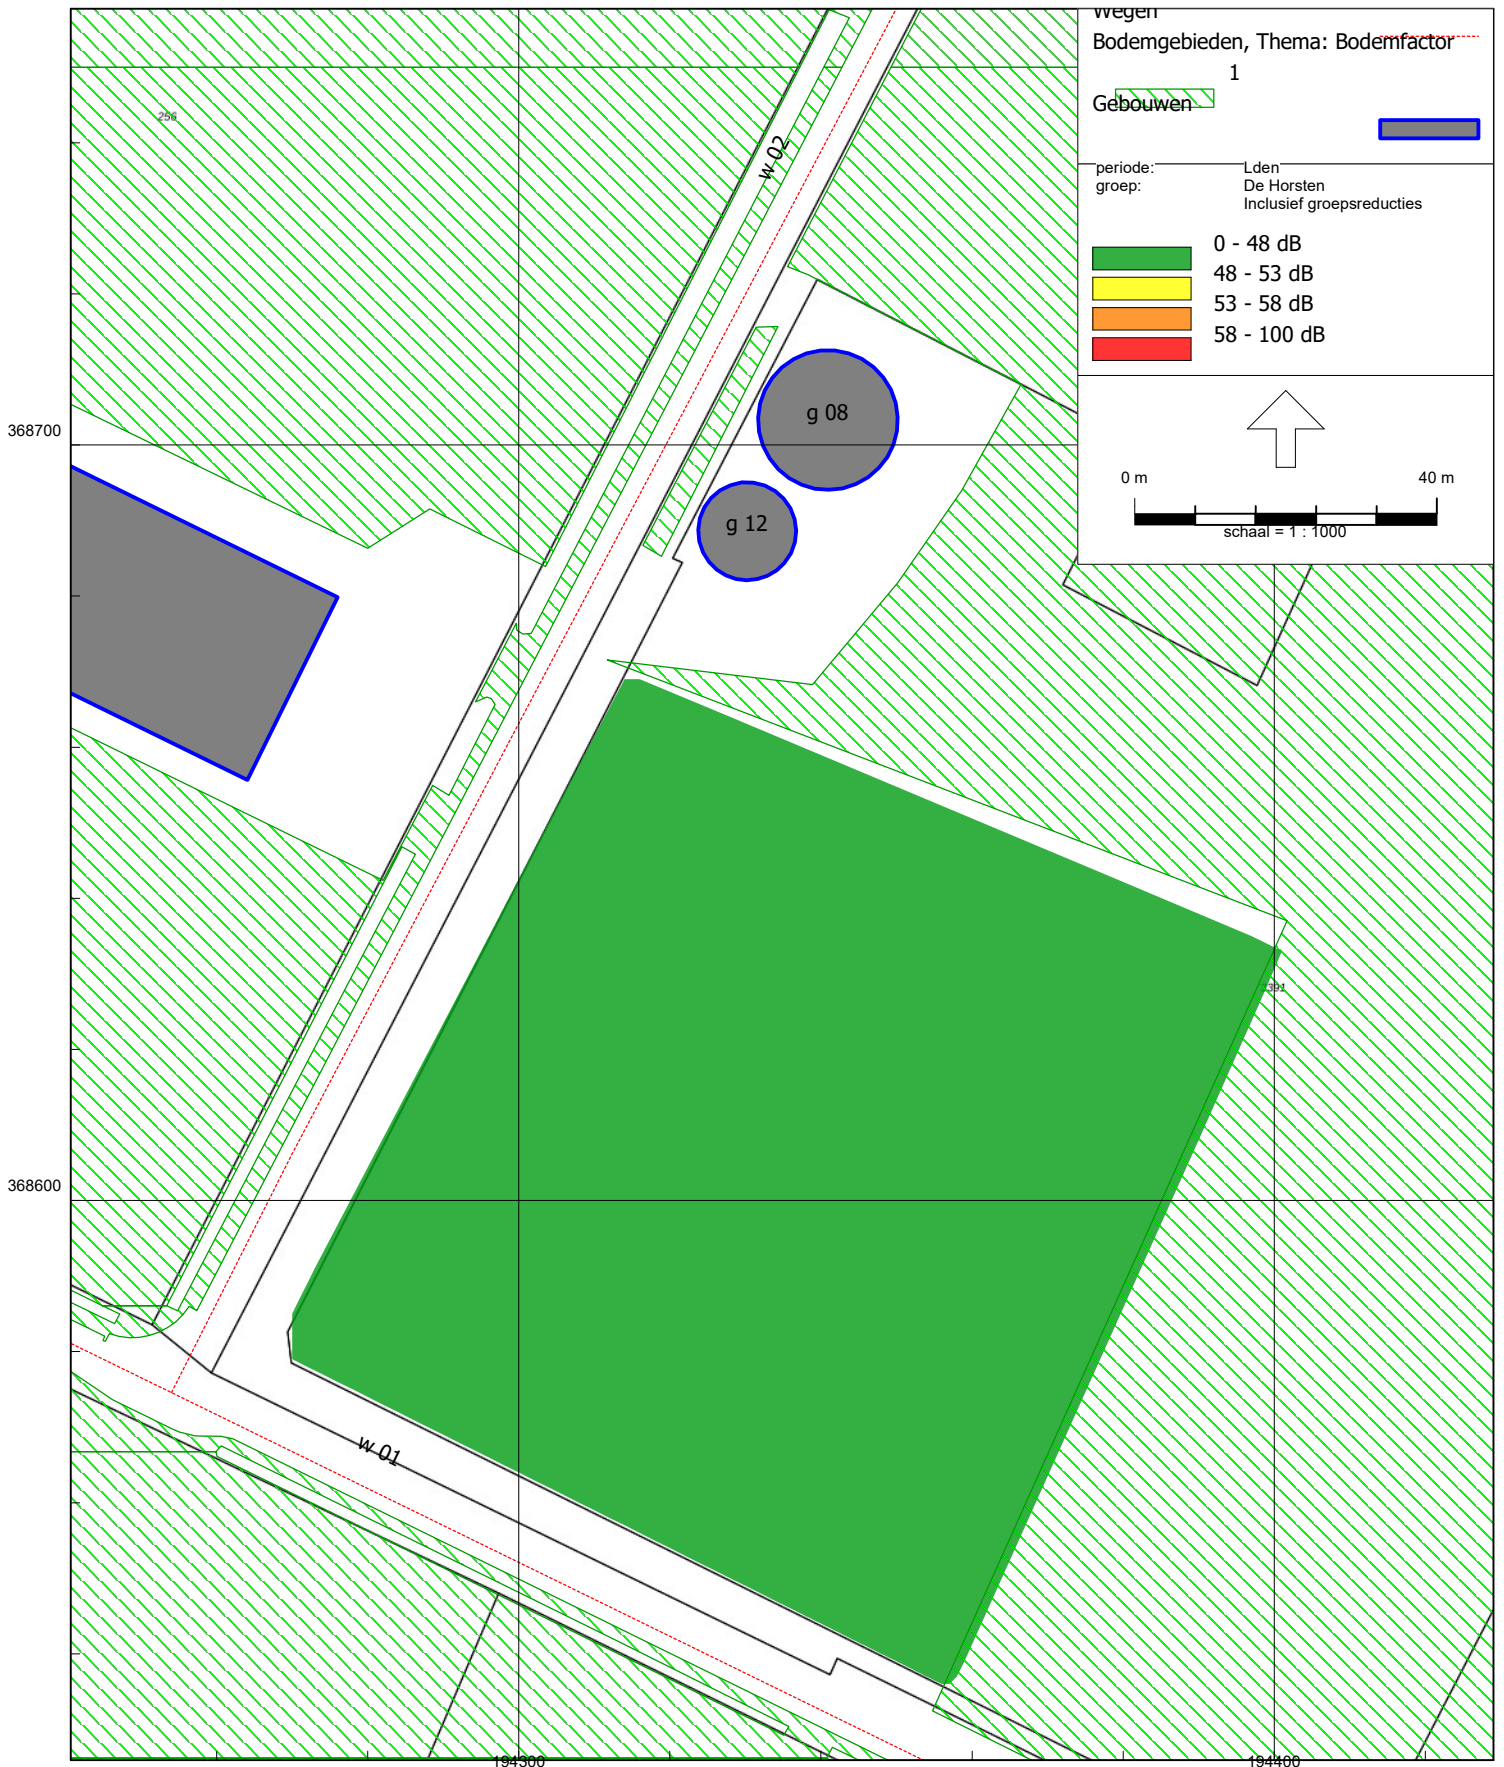 Wegen
Bodemgebieden, Thema: Bodemfactor
1
Gebouwen
periode: Lden
groep: De Horsten
Inclusief groepsreducties
0 - 48 dB
48 - 53 dB
53 - 58 dB
58 - 100 dB
0 m 40 m
schaal = 1 : 1000
256
w 02
g 08
368700
g 12
3391
368600
w 01
194300 194400